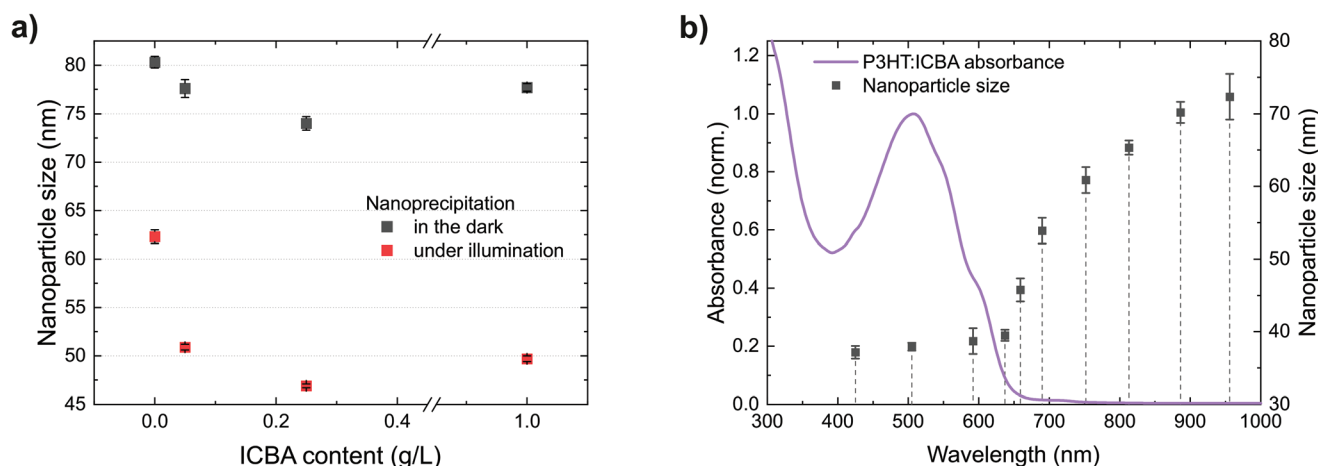 a)
Nanoparticle size (nm)
80
75
70
65
60
55
50
45
Nanoprecipitation
in the dark
under illumination
0.0 0.2 0.4 1.0
ICBA content (g/L)
b)
Absorbance (norm.)
1.2
1.0
0.8
0.6
0.4
0.2
0.0
P3HT:ICBA absorbance
Nanoparticle size
80
70
60
50
40
30
Nanoparticle size (nm)
300 400 500 600 700 800 900 1000
Wavelength (nm)